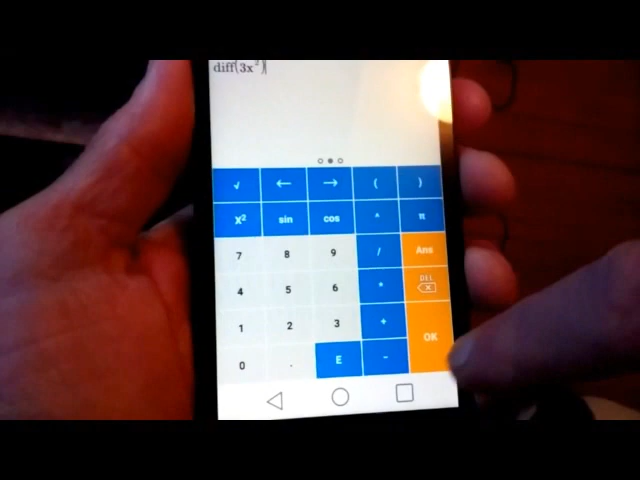 diff(3x²)
√ ← → ( )
X² sin cos ^ π
7 8 9 / Ans
4 5 6 * DEL
1 2 3 + OK
0 . E -